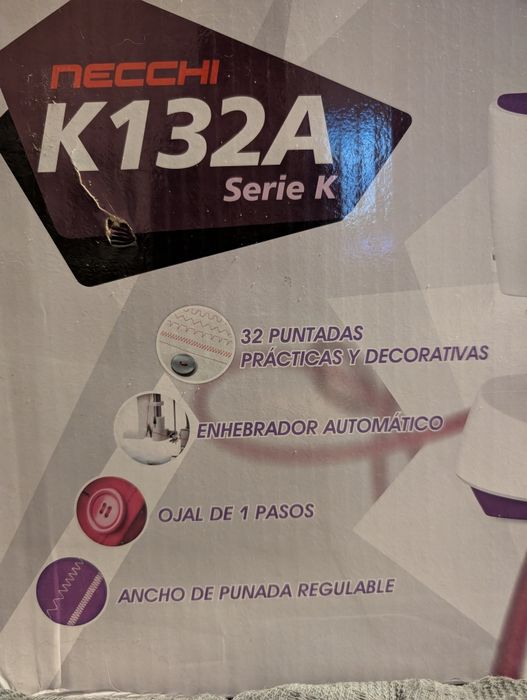 NECCHI
K132A
Serie K
32 PUNTADAS
PRÁCTICAS Y DECORATIVAS
ENHEBRADOR AUTOMÁTICO
OJAL DE 1 PASOS
ANCHO DE PUNADA REGULABLE